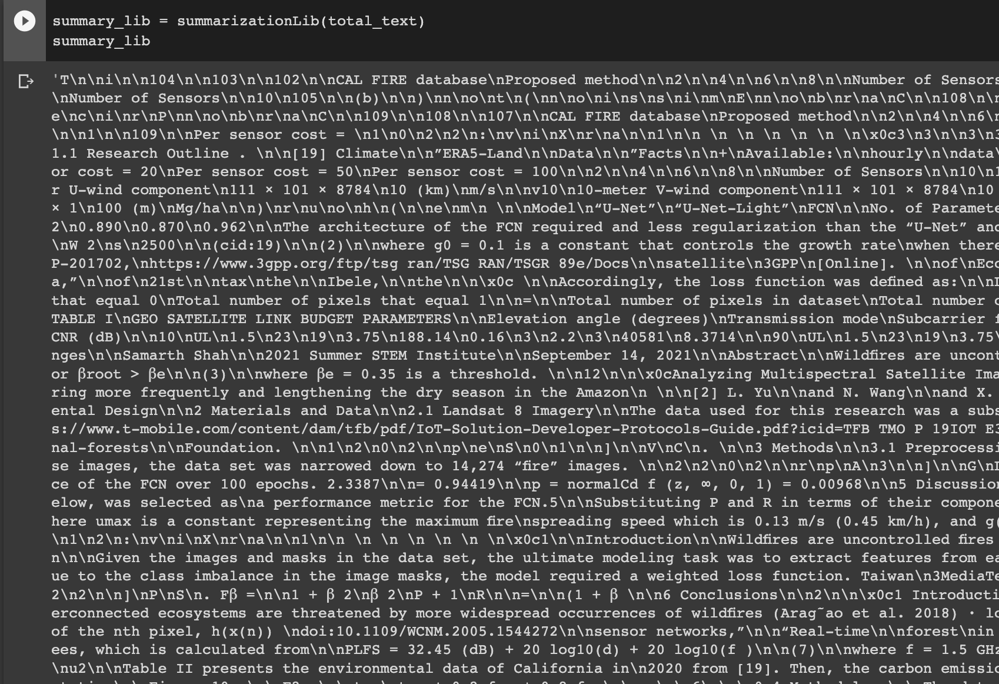 summary_lib = summarizationLib(total_text)
summary_lib
'T\n\ni\n\n104\n\n103\n\n102\n\nCAL FIRE database\nProposed method\n\n2\n\n4\n\n6\n\n8\n\nNumber of Sensors
\nNumber of Sensors\n\n10\n105\n\n(b)\n\n)\nn\no\nt\n(\nn\no\ni\ns\ns\ni\nm\nE\nn\no\nb\nr\na\nC\n\n108\n\n
e\nc\ni\nr\nP\nn\no\nb\nr\na\nC\n\n109\n\n108\n\n107\n\nCAL FIRE database\nProposed method\n\n2\n\n4\n\n6\n
\n\n1\n\n109\n\nPer sensor cost = \n1\n0\n2\n2\n:\nv\ni\nX\nr\na\n\n1\n\n \n \n \n \n \n \n\x0c3\n3\n\n3\n3
1.1 Research Outline . \n\n[19] Climate\n\n”ERA5-Land\n\nData\n\n”Facts\n\n+\nAvailable:\n\nhourly\n\ndata\
or cost = 20\nPer sensor cost = 50\nPer sensor cost = 100\n\n2\n\n4\n\n6\n\n8\n\nNumber of Sensors\n\n10\n1
r U-wind component\n111 × 101 × 8784\n10 (km)\nm/s\n\nv10\n10-meter V-wind component\n111 × 101 × 8784\n10
× 1\n100 (m)\nMg/ha\n\n)\nr\nu\no\nh\n(\n\ne\nm\n \n\nModel\n“U-Net”\n“U-Net-Light”\nFCN\n\nNo. of Paramete
2\n0.890\n0.870\n0.962\n\nThe architecture of the FCN required and less regularization than the “U-Net” and
\nW 2\ns\n2500\n\n(cid:19)\n\n(2)\n\nwhere g0 = 0.1 is a constant that controls the growth rate\nwhen there
P-201702,\nhttps://www.3gpp.org/ftp/tsg ran/TSG RAN/TSGR 89e/Docs\n\nsatellite\n3GPP\n[Online]. \n\nof\nEco
a,”\n\nof\n21st\n\ntax\nthe\n\nIbele,\n\nthe\n\n\x0c \n\nAccordingly, the loss function was defined as:\n\n
that equal 0\nTotal number of pixels that equal 1\n\n=\n\nTotal number of pixels in dataset\nTotal number
TABLE I\nGEO SATELLITE LINK BUDGET PARAMETERS\n\nElevation angle (degrees)\nTransmission mode\nSubcarrier f
CNR (dB)\n\n10\nUL\n1.5\n23\n19\n3.75\n188.14\n0.16\n3\n2.2\n3\n40581\n8.3714\n\n90\nUL\n1.5\n23\n19\n3.75\
nges\n\nSamarth Shah\n\n2021 Summer STEM Institute\n\nSeptember 14, 2021\n\nAbstract\n\nWildfires are uncont
or βroot > βe\n\n(3)\n\nwhere βe = 0.35 is a threshold. \n\n12\n\n\x0cAnalyzing Multispectral Satellite Ima
ring more frequently and lengthening the dry season in the Amazon\n \n\n[2] L. Yu\n\nand N. Wang\n\nand X.
ental Design\n\n2 Materials and Data\n\n2.1 Landsat 8 Imagery\n\nThe data used for this research was a subs
s://www.t-mobile.com/content/dam/tfb/pdf/IoT-Solution-Developer-Protocols-Guide.pdf?icid=TFB TMO P 19IOT E3
nal-forests\n\nFoundation. \n\n1\n2\n0\n2\n\np\ne\nS\n0\n1\n\n]\n\nV\nC\n. \n\n3 Methods\n\n3.1 Preprocessi
se images, the data set was narrowed down to 14,274 “fire” images. \n\n2\n2\n0\n2\n\nr\np\nA\n3\n\n]\n\nG\n
ce of the FCN over 100 epochs. 2.3387\n\n= 0.94419\n\np = normalCd f (z, ∞, 0, 1) = 0.00968\n\n5 Discussion
elow, was selected as\na performance metric for the FCN.5\n\nSubstituting P and R in terms of their compone
here umax is a constant representing the maximum fire\nspreading speed which is 0.13 m/s (0.45 km/h), and g(
\n1\n2\n:\nv\ni\nX\nr\na\n\n1\n\n \n \n \n \n \n \n\x0c1\n\nIntroduction\n\nWildfires are uncontrolled fires
n\n\nGiven the images and masks in the data set, the ultimate modeling task was to extract features from ea
ue to the class imbalance in the image masks, the model required a weighted loss function. Taiwan\n3MediaTe
2\n2\n\n]\nP\nS\n. Fβ =\n\n1 + β 2\nβ 2\nP + 1\nR\n\n=\n\n(1 + β \n\n6 Conclusions\n\n2\n\n\x0c1 Introducti
erconnected ecosystems are threatened by more widespread occurrences of wildfires (Arag˜ao et al. 2018) · lo
of the nth pixel, h(x(n)) \ndoi:10.1109/WCNM.2005.1544272\n\nsensor networks,”\n\n“Real-time\n\nforest\nin
ees, which is calculated from\n\nPLFS = 32.45 (dB) + 20 log10(d) + 20 log10(f )\n\n(7)\n\nwhere f = 1.5 GHz
\nu2\n\nTable II presents the environmental data of California in\n2020 from [19]. Then, the carbon emissio